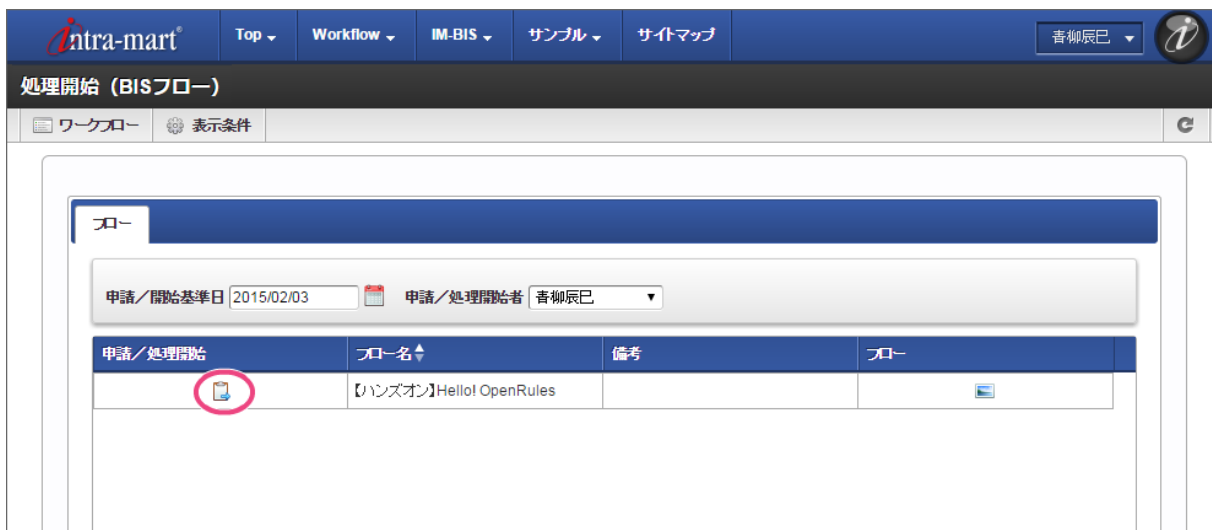 intra-mart® Top Workflow IM-BIS サンプル サイトマップ 青柳辰巳
処理開始（BISフロー）
ワークフロー 表示条件
フロー
申請／開始基準日 2015/02/03 申請／処理開始者 青柳辰巳
申請／処理開始 フロー名 備考 フロー
【ハンズオン】Hello! OpenRules